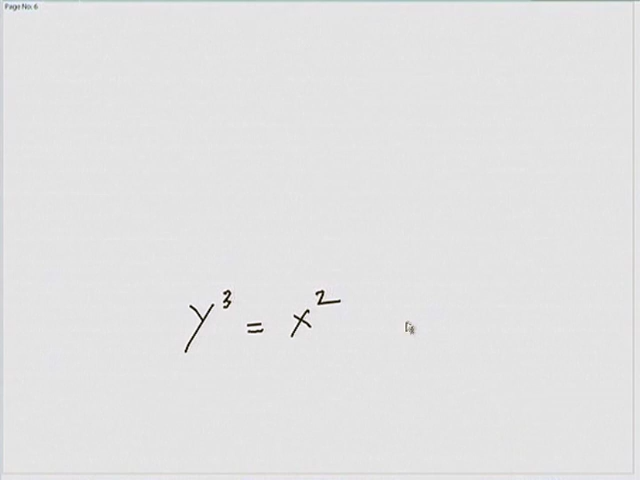 Page No: 6
y³ = x²